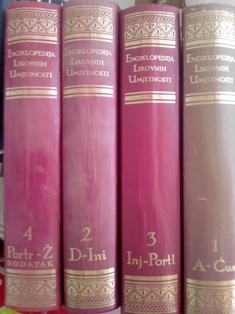 ENCIKLOPEDIJA
LIKOVNIH
UMJETNOSTI
4
Portr-Ž
DODATAK
ENCIKLOPEDIJA
LIKOVNIH
UMJETNOSTI
2
D-Ini
ENCIKLOPEDIJA
LIKOVNIH
UMJETNOSTI
3
Inj-Portl
ENCIKLOPEDIJA
LIKOVNIH
UMJETNOSTI
1